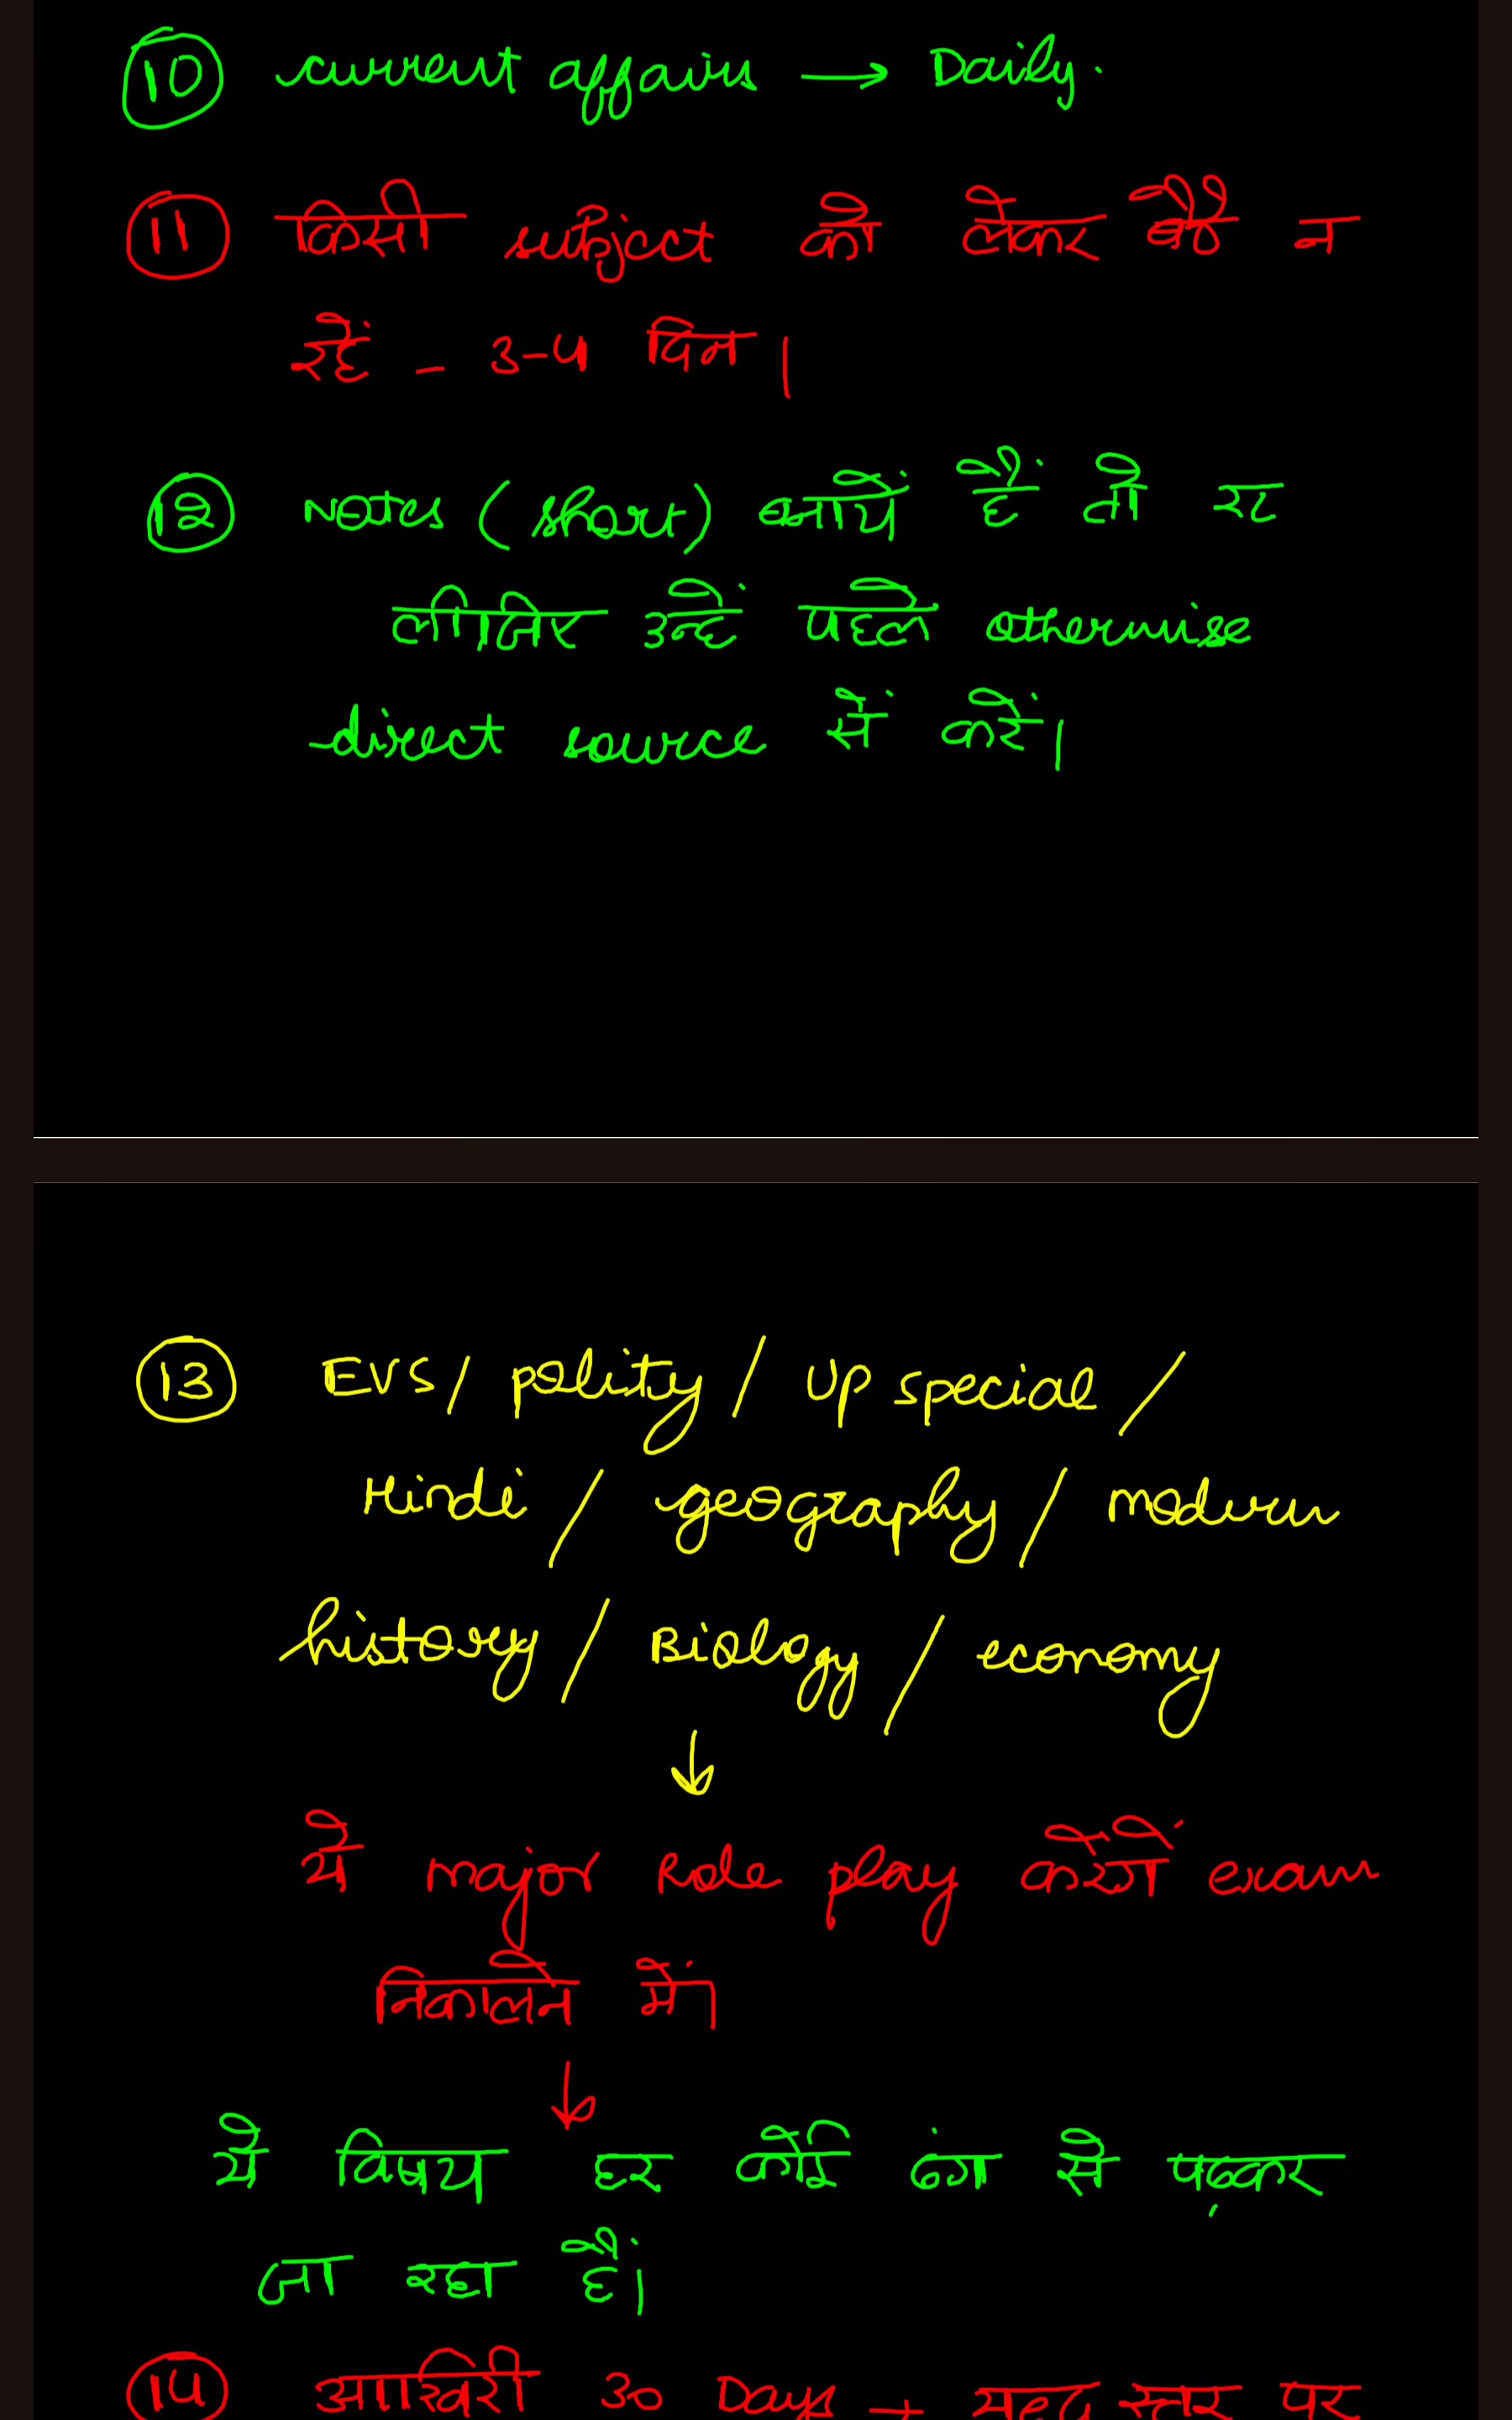 10 current affairs → Daily.
11 किसी subject को लेकर बैठे न
रहें - 3-4 दिन।
12 Notes (short) बनायें हैं तो रट
लीजिए उन्हें पहले otherwise
direct source सें करें।
13 EVS/ polity / UP special /
Hindi / geography / modern
history / Biology / economy
↓
ये major Role play करेगें exam
निकालने में।
↓
ये विषय हर कोई ढंग से पढ़कर
जा रहा हैं।
14 आखिरी 30 Days → स्तर पर